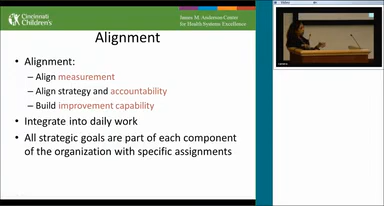 Cincinnati
Children's
James M. Anderson Center
for Health Systems Excellence
Alignment
• Alignment:
– Align measurement
– Align strategy and accountability
– Build improvement capability
• Integrate into daily work
• All strategic goals are part of each component
of the organization with specific assignments